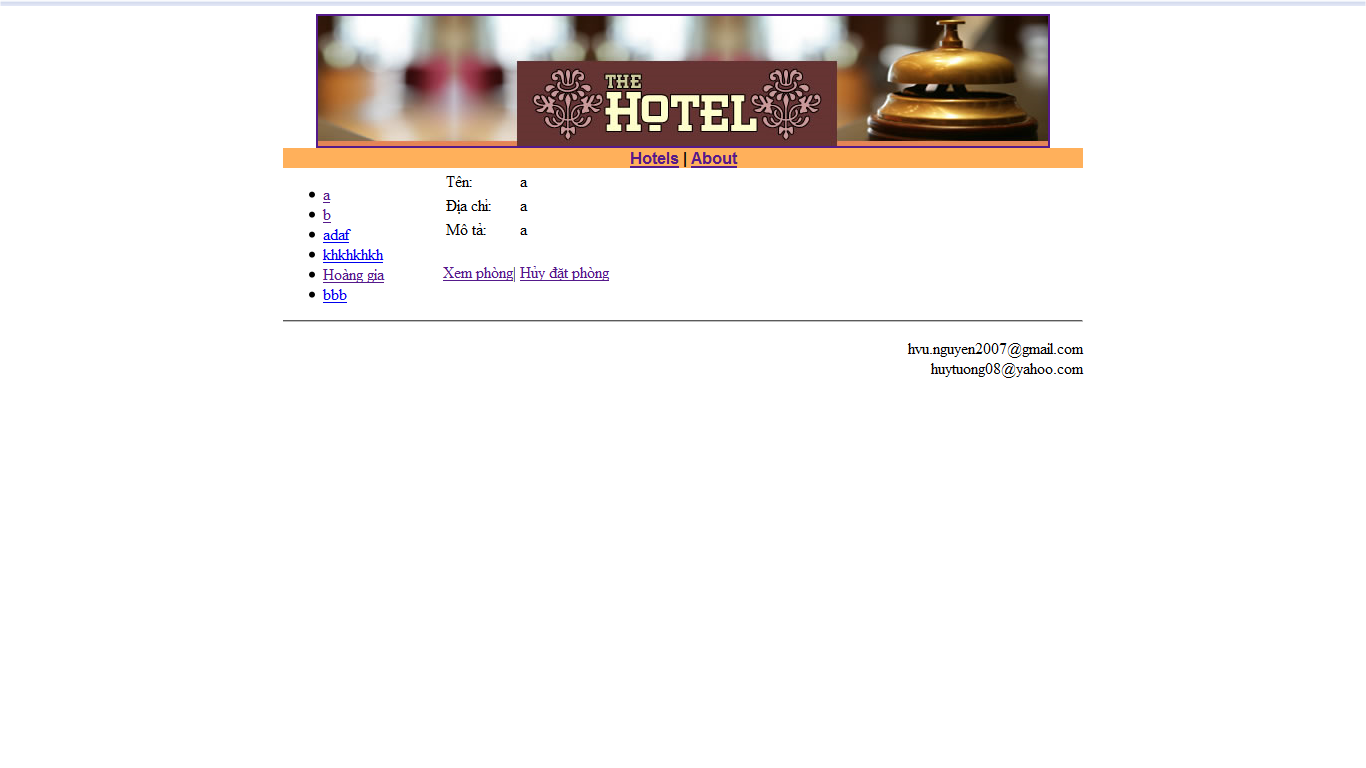 THE
HOTEL
Hotels | About
a
b
adaf
khkhkhkh
Hoàng gia
bbb
Tên: a
Địa chỉ: a
Mô tả: a
Xem phòng| Hủy đặt phòng
hvu.nguyen2007@gmail.com
huytuong08@yahoo.com